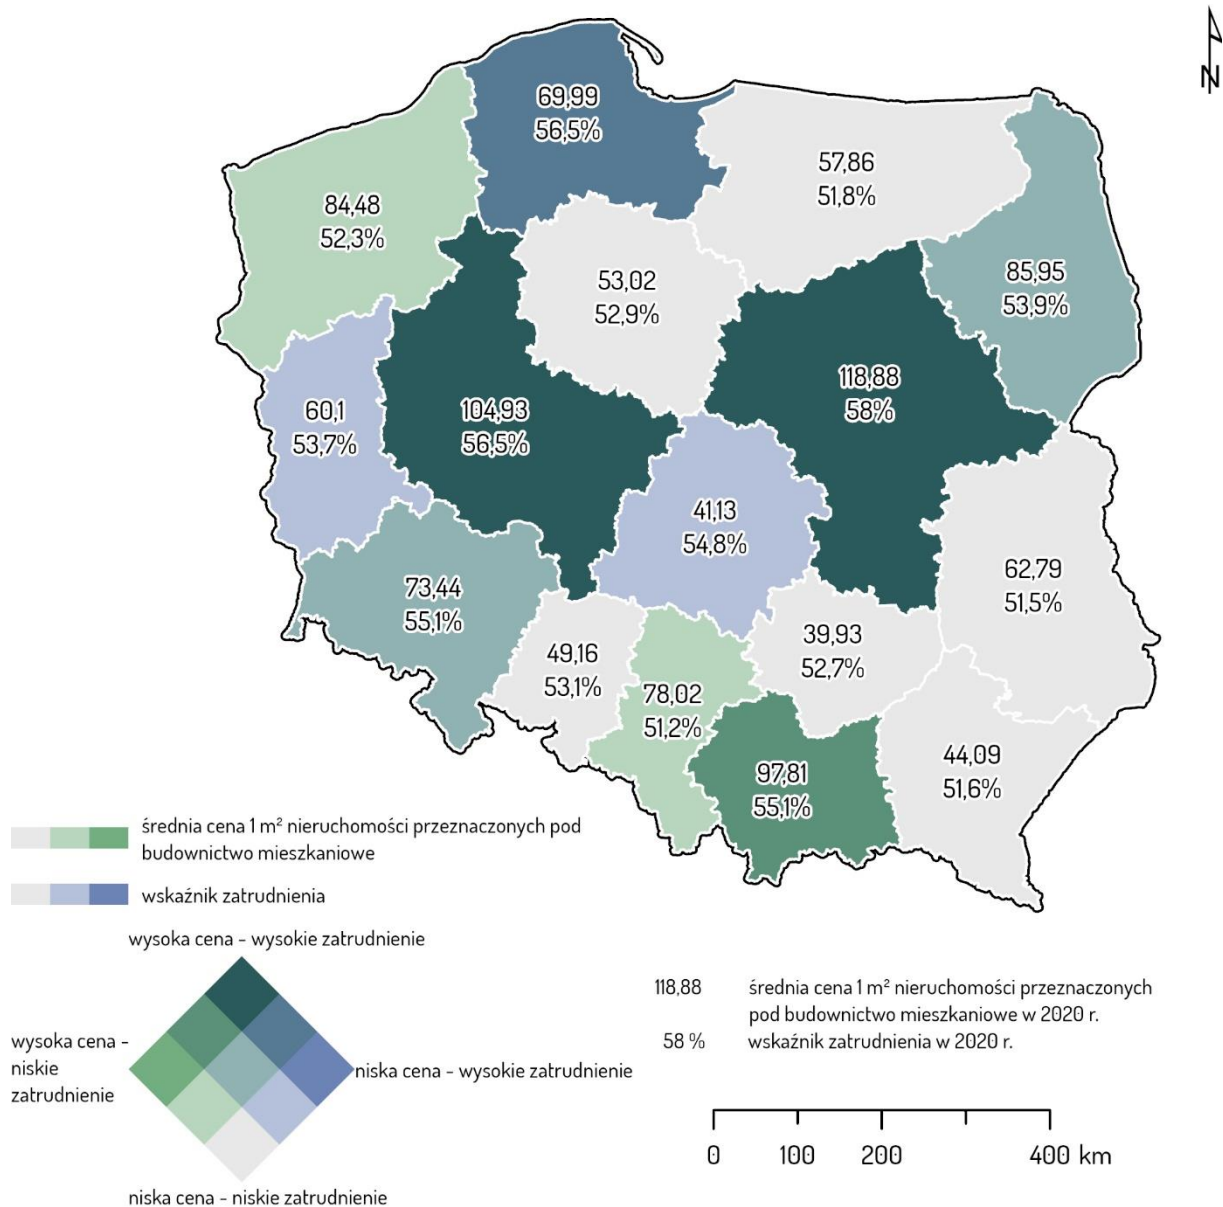 N
69,99
56,5%
57,86
51,8%
84,48
52,3%
85,95
53,9%
53,02
52,9%
118,88
58%
60,1
53,7%
104,93
56,5%
41,13
54,8%
62,79
51,5%
73,44
55,1%
39,93
52,7%
49,16
53,1%
78,02
51,2%
44,09
51,6%
97,81
55,1%
średnia cena 1 m² nieruchomości przeznaczonych pod
budownictwo mieszkaniowe
wskaźnik zatrudnienia
wysoka cena - wysokie zatrudnienie
wysoka cena -
niskie
zatrudnienie
niska cena - wysokie zatrudnienie
niska cena - niskie zatrudnienie
118,88 średnia cena 1 m² nieruchomości przeznaczonych
pod budownictwo mieszkaniowe w 2020 r.
58 % wskaźnik zatrudnienia w 2020 r.
0 100 200 400 km